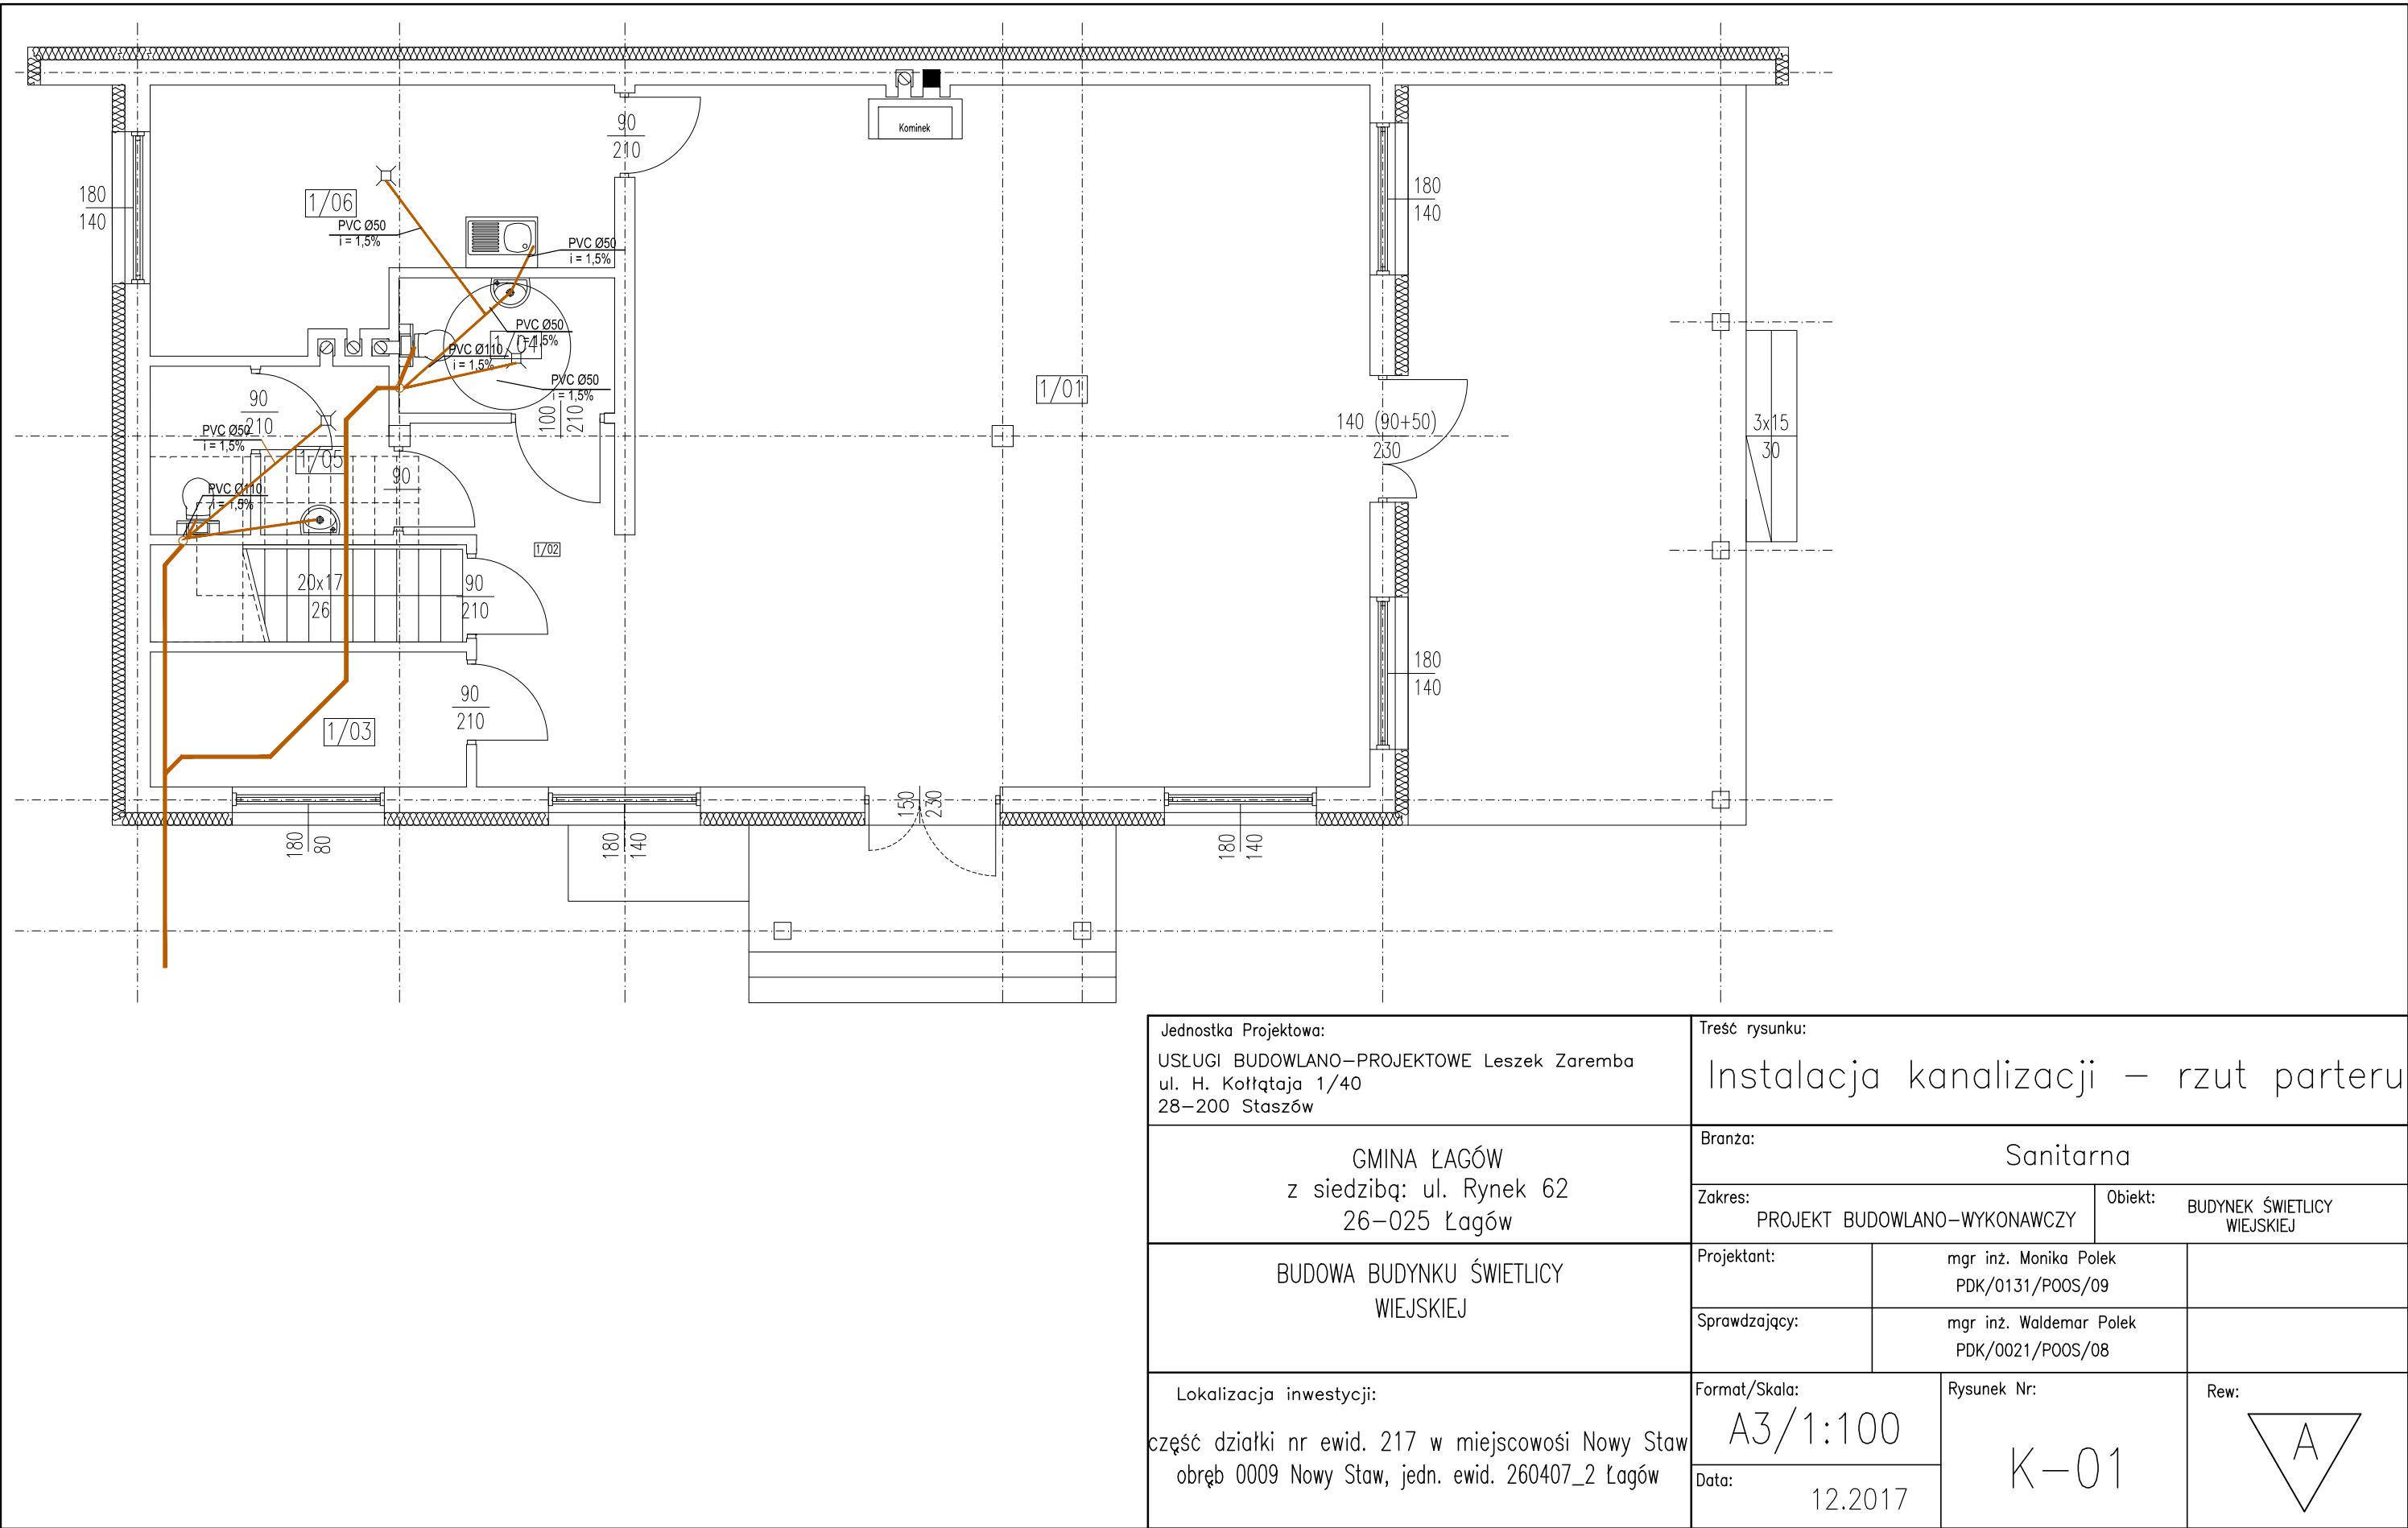 Kominek
90
210
180
140
1/06
PVC Ø50
i = 1,5%
PVC Ø50
i = 1,5%
180
140
PVC Ø50
i = 1,5%
1/04
PVC Ø110
i = 1,5%
PVC Ø50
i = 1,5%
100
210
1/01
90
210
PVC Ø50
i = 1,5%
1/05
90
140 (90+50)
230
3x15
30
PVC Ø110
i = 1,5%
1/02
20x17
26
90
210
180
140
90
210
1/03
150
230
180
80
180
140
180
140
Jednostka Projektowa:
USŁUGI BUDOWLANO-PROJEKTOWE Leszek Zaremba
ul. H. Kołłątaja 1/40
28-200 Staszów
Treść rysunku:
Instalacja kanalizacji - rzut parteru
GMINA ŁAGÓW
z siedzibą: ul. Rynek 62
26-025 Łagów
Branża:
Sanitarna
Zakres:
PROJEKT BUDOWLANO-WYKONAWCZY
Obiekt:
BUDYNEK ŚWIETLICY
WIEJSKIEJ
BUDOWA BUDYNKU ŚWIETLICY
WIEJSKIEJ
Projektant:
mgr inż. Monika Polek
PDK/0131/POOS/09
Sprawdzający:
mgr inż. Waldemar Polek
PDK/0021/POOS/08
Lokalizacja inwestycji:
część działki nr ewid. 217 w miejscowośi Nowy Staw
obręb 0009 Nowy Staw, jedn. ewid. 260407_2 Łagów
Format/Skala:
A3/1:100
Data:
12.2017
Rysunek Nr:
K-01
Rew:
A